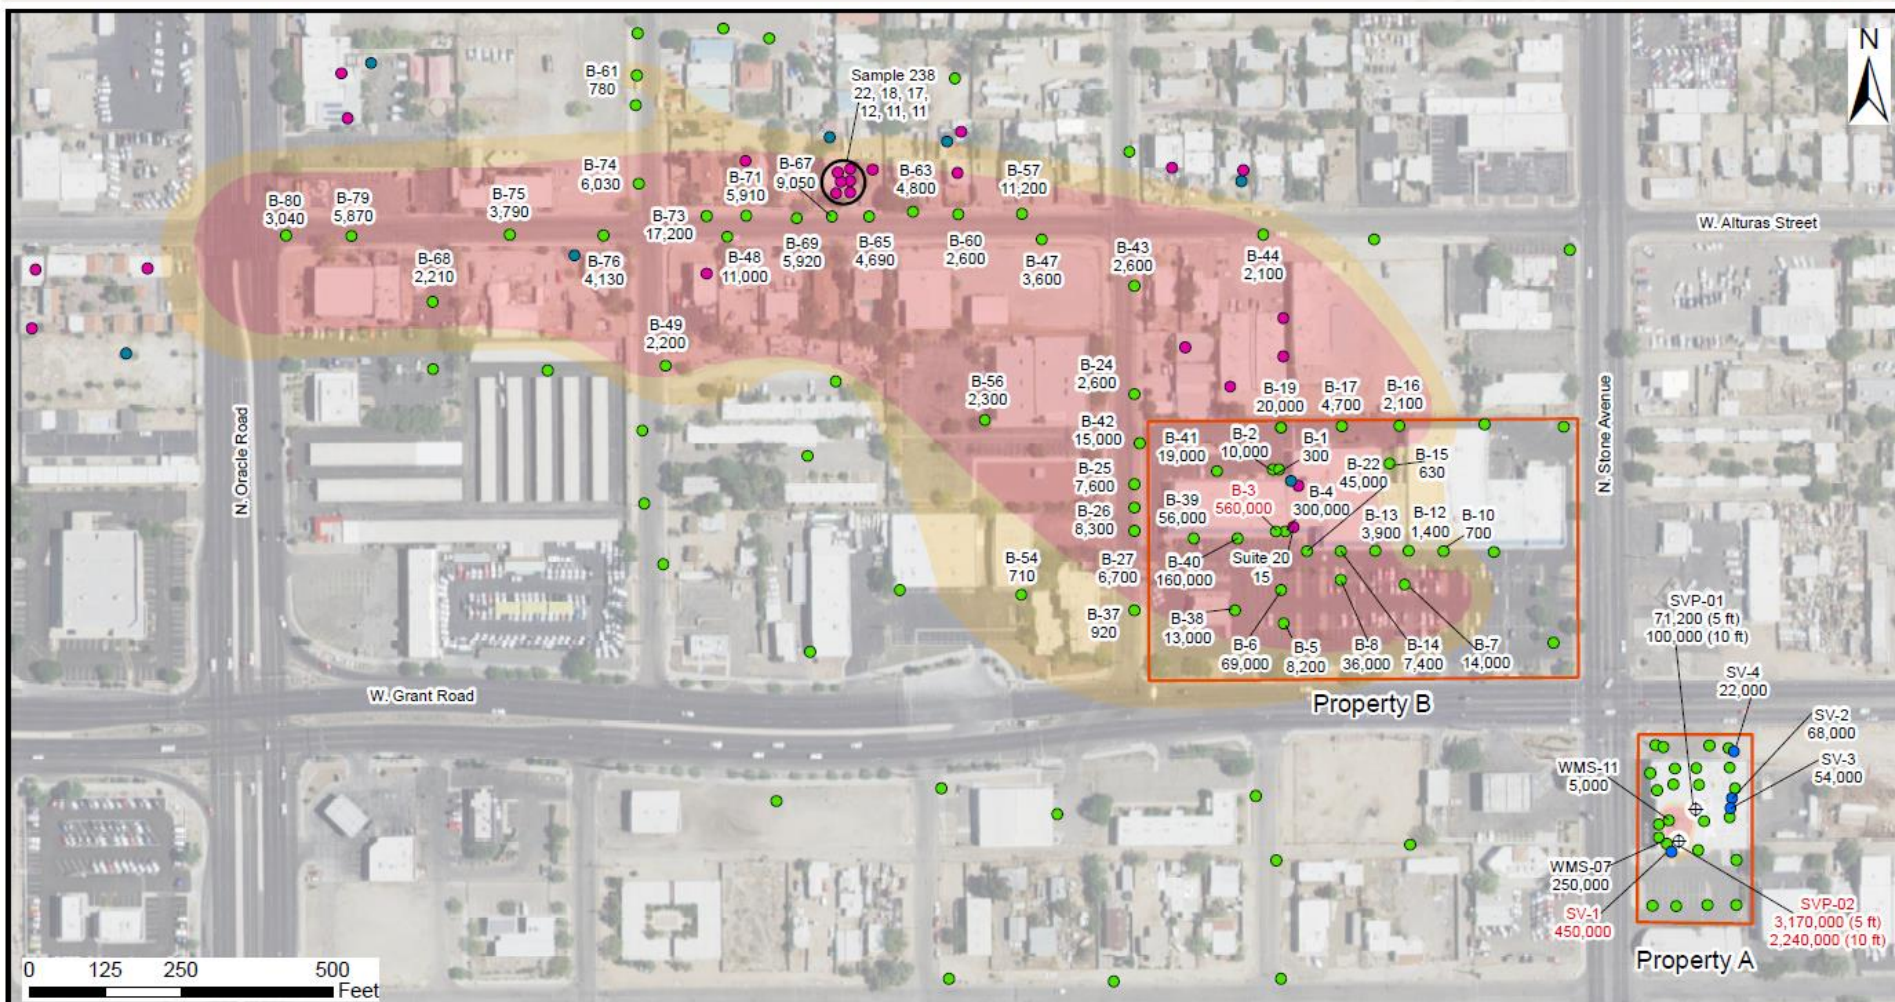 N
B-61
780
Sample 238
22, 18, 17,
12, 11, 11
B-74
6,030
B-71
5,910
B-67
9,050
B-63
4,800
B-57
11,200
B-80
3,040
B-79
5,870
B-75
3,790
B-73
17,200
W. Alturas Street
B-68
2,210
B-76
4,130
B-48
11,000
B-69
5,920
B-65
4,690
B-60
2,600
B-47
3,600
B-43
2,600
B-44
2,100
B-49
2,200
B-24
2,600
B-56
2,300
B-19
20,000
B-17
4,700
B-16
2,100
N. Oracle Road
N. Stone Avenue
B-42
15,000
B-41
19,000
B-2
10,000
B-1
300
B-22
45,000
B-15
630
B-25
7,600
B-39
56,000
B-3
560,000
B-4
300,000
B-26
8,300
B-13
3,900
B-12
1,400
B-10
700
B-54
710
B-27
6,700
B-40
160,000
Suite 20
15
B-37
920
B-38
13,000
B-6
69,000
B-5
8,200
B-8
36,000
B-14
7,400
B-7
14,000
SVP-01
71,200 (5 ft)
100,000 (10 ft)
SV-4
22,000
W. Grant Road
Property B
SV-2
68,000
SV-3
54,000
WMS-11
5,000
WMS-07
250,000
SV-1
450,000
SVP-02
3,170,000 (5 ft)
2,240,000 (10 ft)
Property A
0 125 250 500
Feet